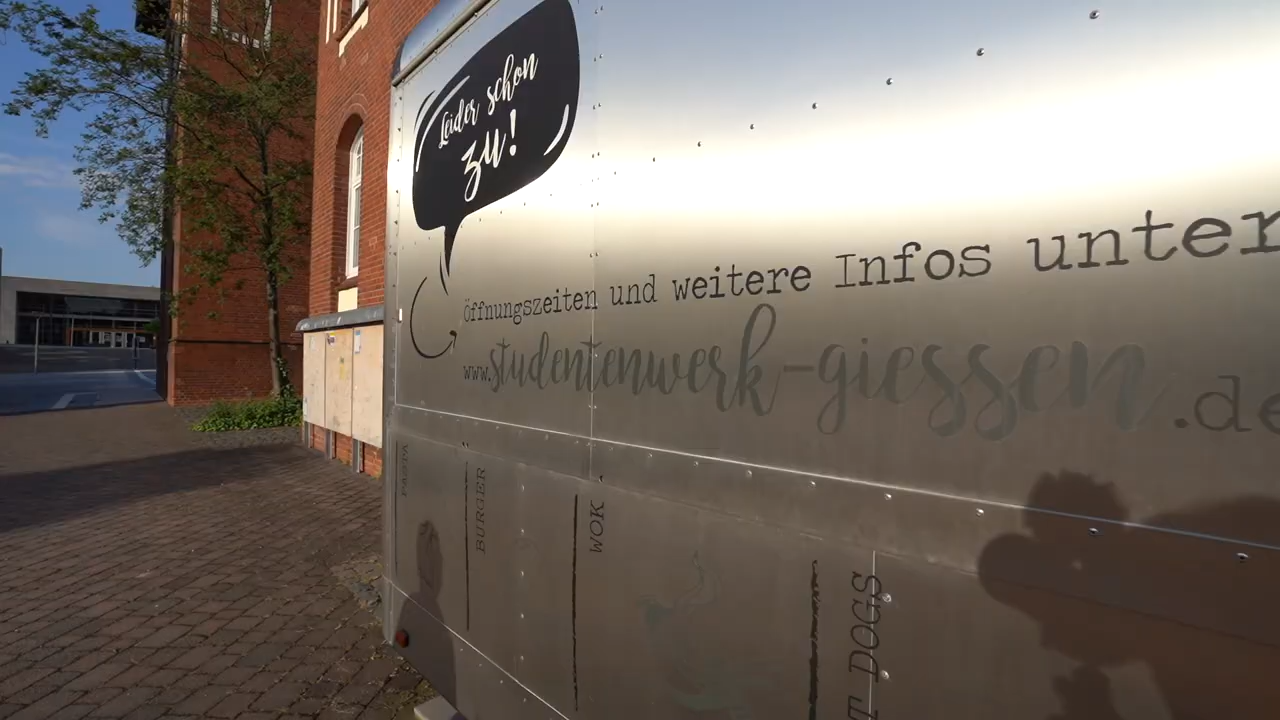 Leider schon
zu!
Öffnungszeiten und weitere Infos unter
www.studentenwerk-giessen.de
PASTA
BURGER
WOK
T DOGS